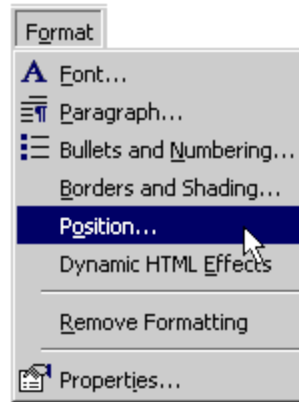 Format
Font...
Paragraph...
Bullets and Numbering...
Borders and Shading...
Position...
Dynamic HTML Effects
Remove Formatting
Properties...